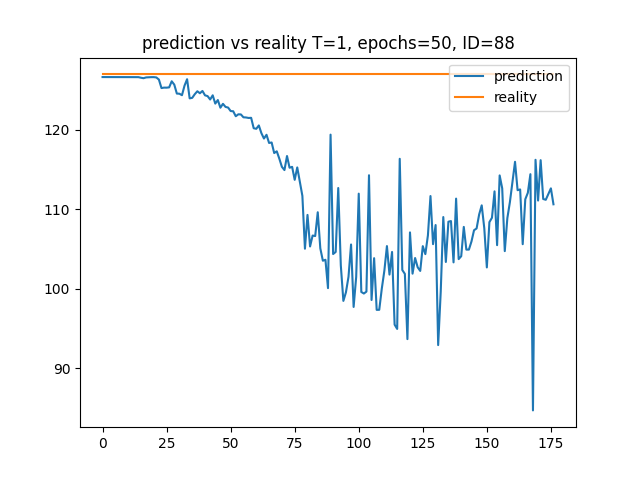 prediction vs reality T=1, epochs=50, ID=88
prediction
reality
120
110
100
90
0 25 50 75 100 125 150 175